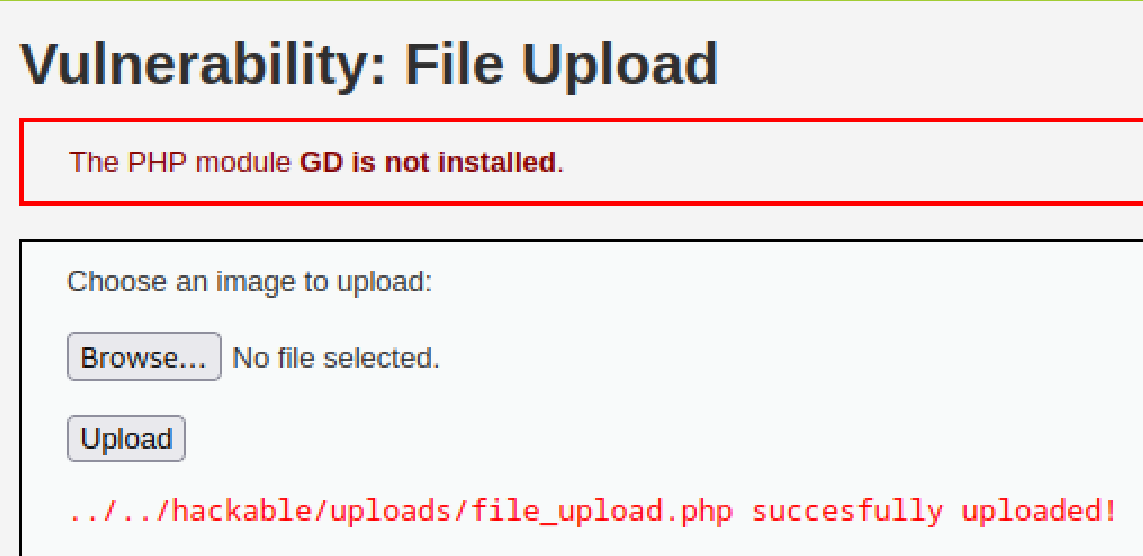 Vulnerability: File Upload
The PHP module GD is not installed.
Choose an image to upload:
Browse... No file selected.
Upload
../../hackable/uploads/file_upload.php succesfully uploaded!